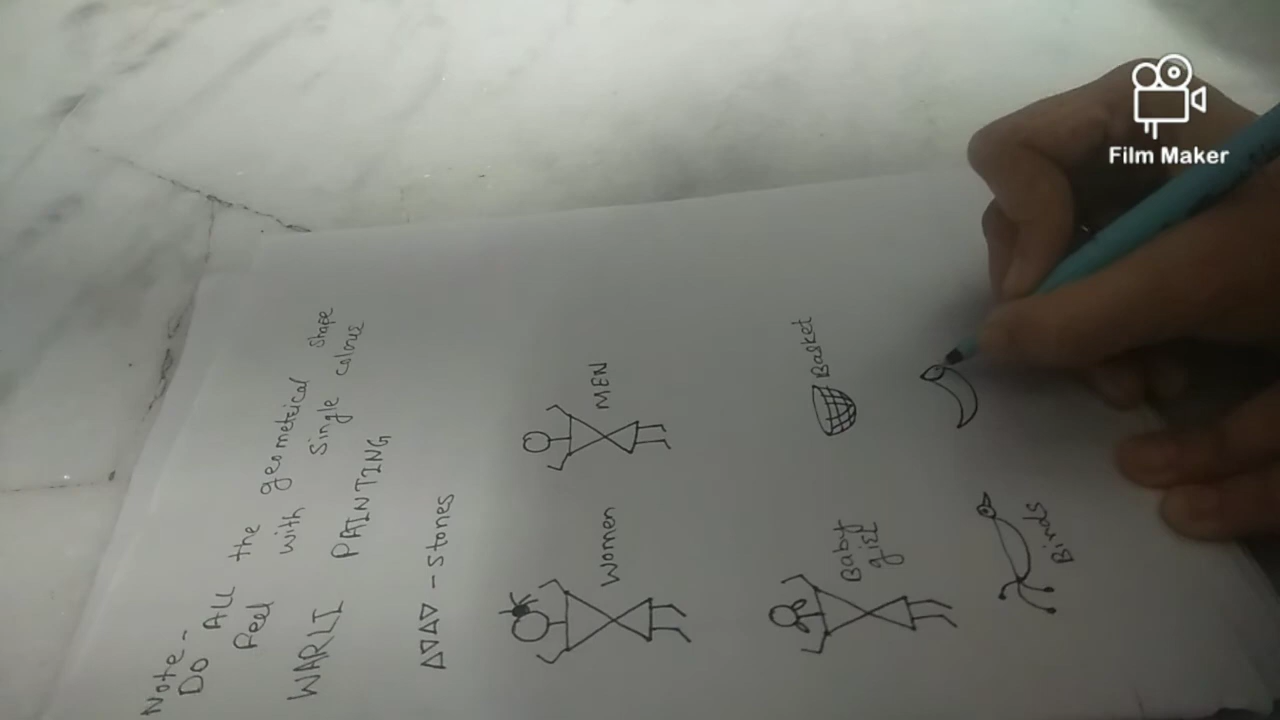 Note-
DO All the geometrical shape
feel with single colour
WARLI PAINTING
- Stones
Women
MEN
Baby
girl
Basket
Birnds
Film Maker